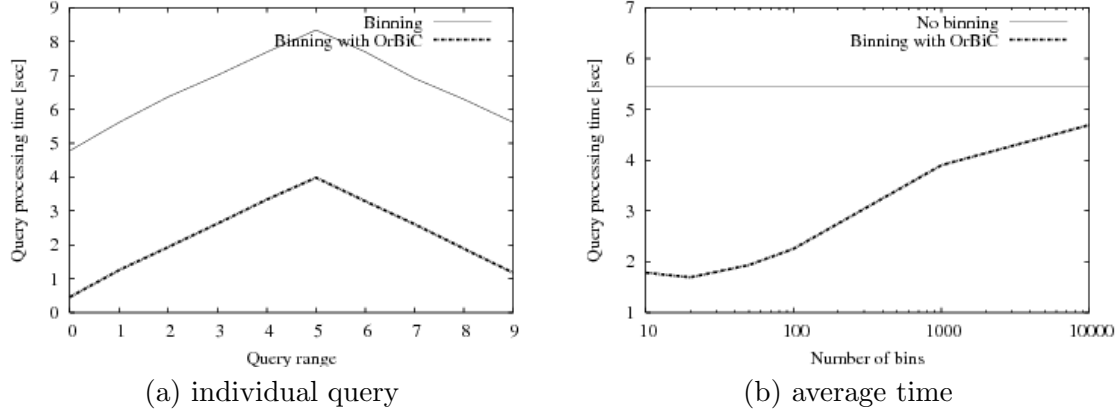 9
8
7
6
5
4
3
2
1
0
Query processing time [sec]
Binning
Binning with OrBiC
0 1 2 3 4 5 6 7 8 9
Query range
(a) individual query
7
6
5
4
3
2
1
Query processing time [sec]
No binning
Binning with OrBiC
10 100 1000 10000
Number of bins
(b) average time